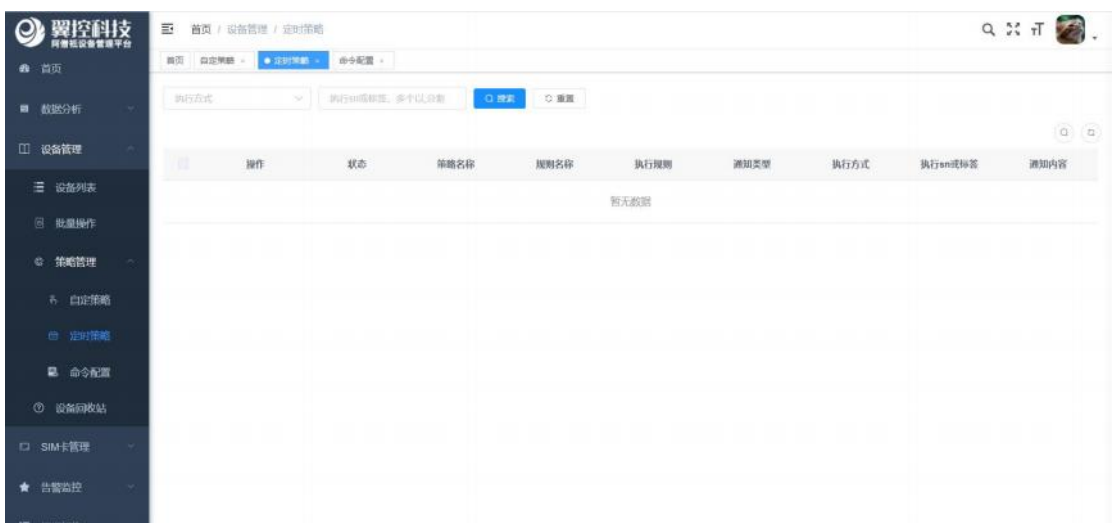 翼控科技
阿僧祇设备管理平台
首页 / 设备管理 / 定时策略
首页 自定策略 × 定时策略 × 命令配置 ×
执行方式
执行sn或标签，多个以,分割
搜索
重置
操作 状态 策略名称 规则名称 执行规则 通知类型 执行方式 执行sn或标签 通知内容
暂无数据
首页
数据分析
设备管理
设备列表
批量操作
策略管理
自定策略
定时策略
命令配置
设备回收站
SIM卡管理
告警监控